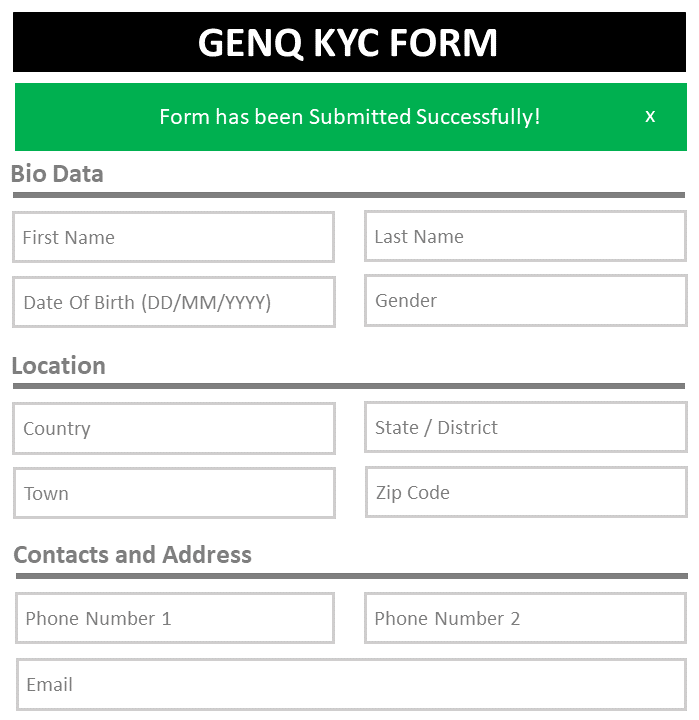 GENQ KYC FORM
Form has been Submitted Successfully! x
Bio Data
First Name Last Name
Date Of Birth (DD/MM/YYYY) Gender
Location
Country State / District
Town Zip Code
Contacts and Address
Phone Number 1 Phone Number 2
Email